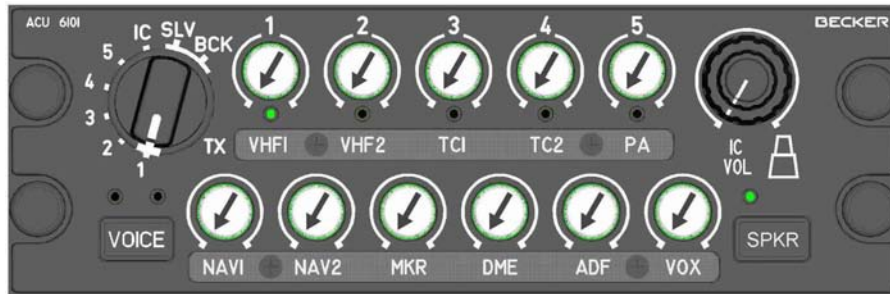 ACU 6101
BECKER
IC SLV BCK
5 4 3 2 1
TX
1 2 3 4 5
VHF1 VHF2 TC1 TC2 PA
IC VOL
VOICE
NAV1 NAV2 MKR DME ADF VOX
SPKR